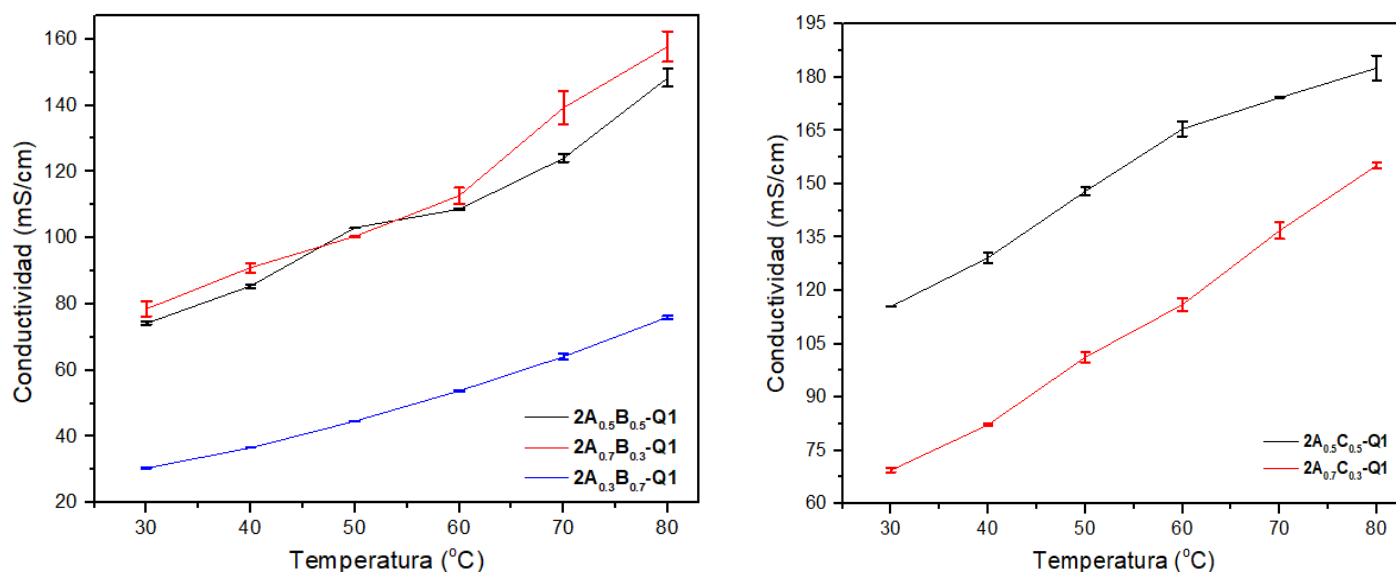 Conductividad (mS/cm)
160
140
120
100
80
60
40
20
30 40 50 60 70 80
Temperatura (°C)
2A₀.₅B₀.₅-Q1
2A₀.₇B₀.₃-Q1
2A₀.₃B₀.₇-Q1
Conductividad (mS/cm)
195
180
165
150
135
120
105
90
75
60
30 40 50 60 70 80
Temperatura (°C)
2A₀.₅C₀.₅-Q1
2A₀.₇C₀.₃-Q1